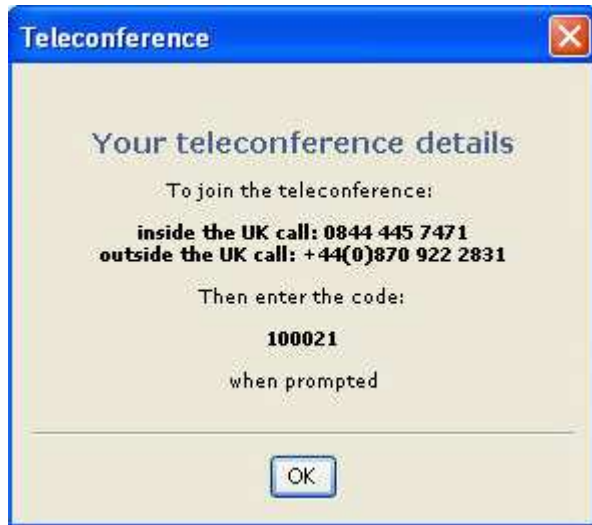 Teleconference
Your teleconference details
To join the teleconference:
inside the UK call: 0844 445 7471
outside the UK call: +44(0)870 922 2831
Then enter the code:
100021
when prompted
OK